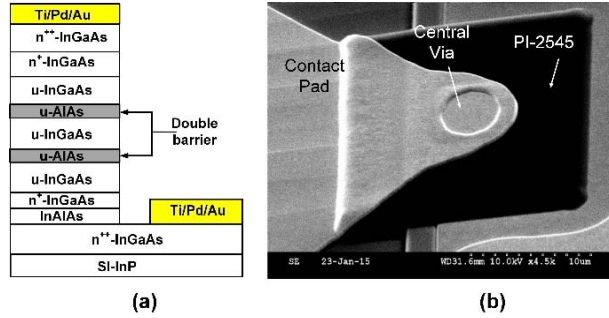 Ti/Pd/Au
n++-InGaAs
n+-InGaAs
u-InGaAs
u-AlAs
u-InGaAs
u-AlAs
u-InGaAs
n+-InGaAs
InAlAs
n++-InGaAs
SI-InP
Double
barrier
Ti/Pd/Au
(a)
Contact
Pad
Central
Via
PI-2545
SE 23-Jan-15 WD31.6mm 10.0kV x4.5k 10um
(b)